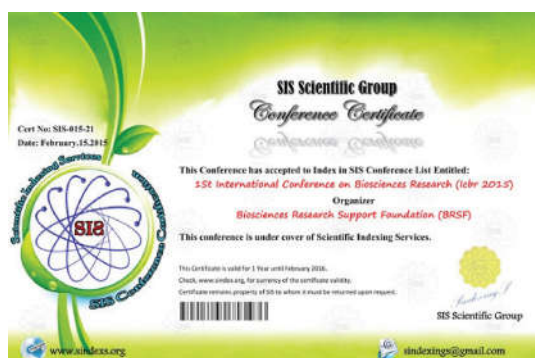 SIS Scientific Group
Conference Certificate
Cert No: SIS-015-21
Date: February.15.2015
This Conference has accepted to Index in SIS Conference List Entitled:
1St International Conference on Biosciences Research (Icbr 2015)
Organizer
Biosciences Research Support Foundation (BRSF)
This conference is under cover of Scientific Indexing Services.
Scientific Indexing Services
SIS
SIS Conference
This Certificate is valid for 1 Year until February 2016.
Check, www.sindex.org, for currency of the certificate validity.
Certificate remains property of SIS to whom it must be returned upon request.
SIS Scientific Group
www.sindexs.org
sindexings@gmail.com